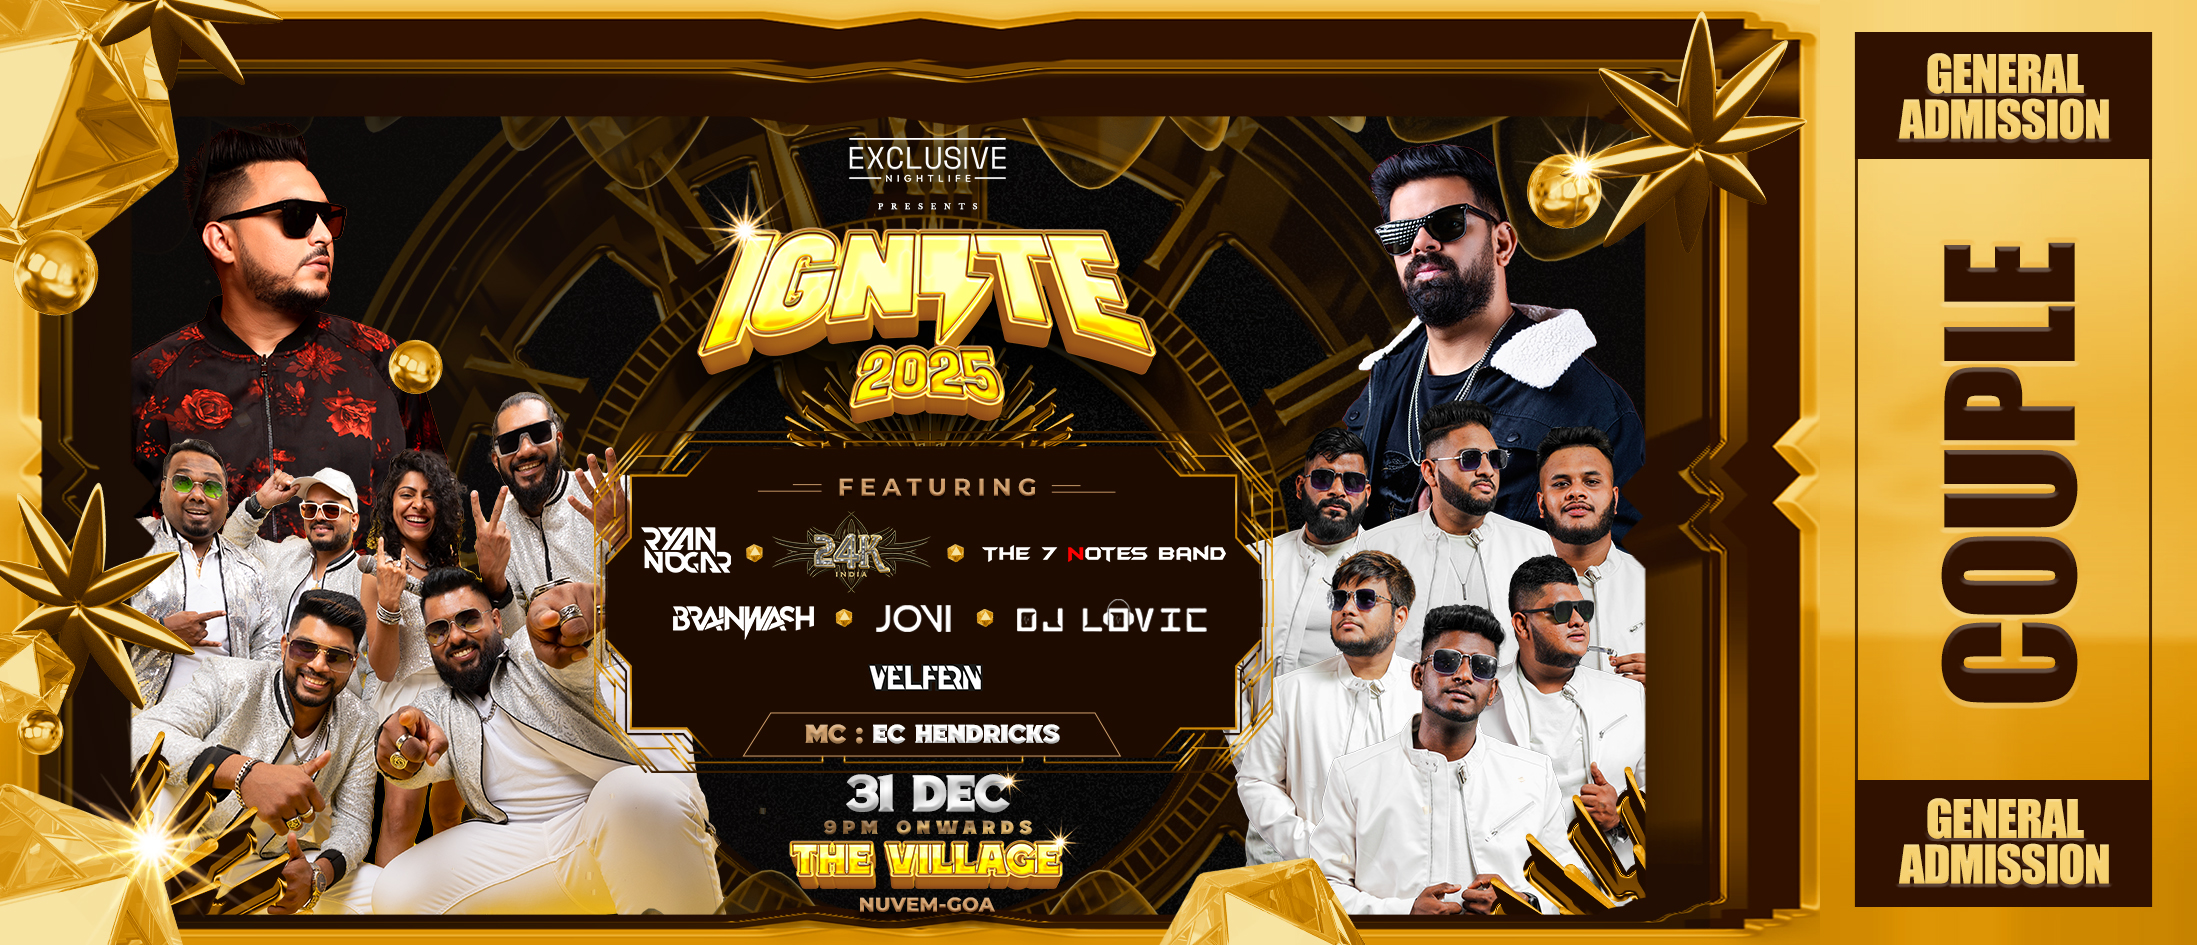 EXCLUSIVE
NIGHTLIFE
PRESENTS
IGNITE
2025
FEATURING
RYAN NOGAR 24K INDIA THE 7 NOTES BAND
BRAINWASH JOVI DJ LOVIC
VELFERN
MC : EC HENDRICKS
31 DEC
9PM ONWARDS
THE VILLAGE
NUVEM-GOA
GENERAL
ADMISSION
COUPLE
GENERAL
ADMISSION